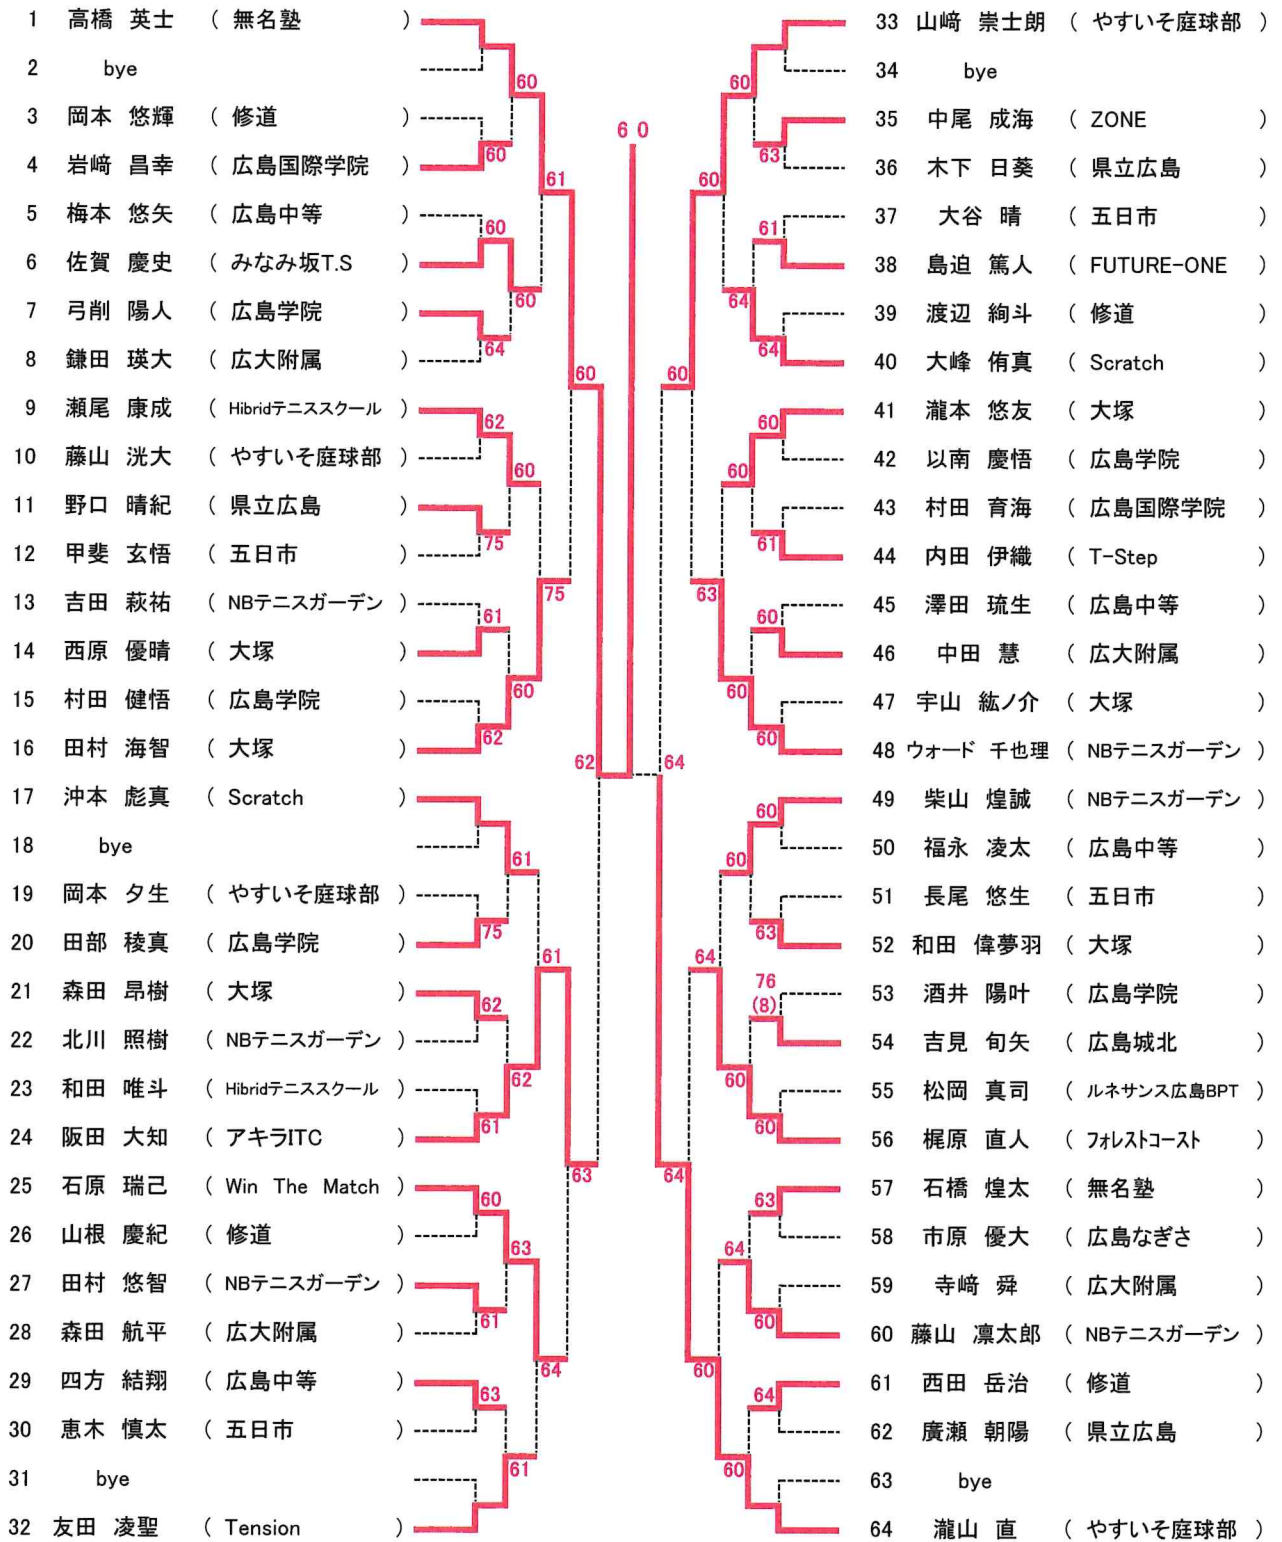 1 高橋 英士 ( 無名塾 )
2 bye
60
3 岡本 悠輝 ( 修道 )
4 岩﨑 昌幸 ( 広島国際学院 )
60
61
5 梅本 悠矢 ( 広島中等 )
60
6 佐賀 慶史 ( みなみ坂T.S )
60
7 弓削 陽人 ( 広島学院 )
64
8 鎌田 瑛大 ( 広大附属 )
60
9 瀬尾 康成 ( Hibridテニススクール )
62
10 藤山 洸大 ( やすいそ庭球部 )
60
11 野口 晴紀 ( 県立広島 )
75
12 甲斐 玄悟 ( 五日市 )
75
13 吉田 萩祐 ( NBテニスガーデン )
61
14 西原 優晴 ( 大塚 )
60
15 村田 健悟 ( 広島学院 )
62
16 田村 海智 ( 大塚 )
62
17 沖本 彪真 ( Scratch )
18 bye
61
19 岡本 夕生 ( やすいそ庭球部 )
75
20 田部 稜真 ( 広島学院 )
61
21 森田 昂樹 ( 大塚 )
62
22 北川 照樹 ( NBテニスガーデン )
62
23 和田 唯斗 ( Hibridテニススクール )
61
24 阪田 大知 ( アキラITC )
63
25 石原 瑞己 ( Win The Match )
60
26 山根 慶紀 ( 修道 )
63
27 田村 悠智 ( NBテニスガーデン )
61
28 森田 航平 ( 広大附属 )
64
29 四方 結翔 ( 広島中等 )
63
30 恵木 慎太 ( 五日市 )
61
31 bye
32 友田 凌聖 ( Tension )
6 0
33 山﨑 崇士朗 ( やすいそ庭球部 )
34 bye
60
35 中尾 成海 ( ZONE )
63
36 木下 日葵 ( 県立広島 )
60
37 大谷 晴 ( 五日市 )
61
38 島迫 篤人 ( FUTURE-ONE )
64
39 渡辺 絢斗 ( 修道 )
64
40 大峰 侑真 ( Scratch )
60
41 瀧本 悠友 ( 大塚 )
60
42 以南 慶悟 ( 広島学院 )
60
43 村田 育海 ( 広島国際学院 )
61
44 内田 伊織 ( T-Step )
63
45 澤田 琉生 ( 広島中等 )
60
46 中田 慧 ( 広大附属 )
60
47 宇山 紘ノ介 ( 大塚 )
60
48 ウォード 千也理 ( NBテニスガーデン )
64
49 柴山 煌誠 ( NBテニスガーデン )
60
50 福永 凌太 ( 広島中等 )
60
51 長尾 悠生 ( 五日市 )
63
52 和田 偉夢羽 ( 大塚 )
64
53 酒井 陽叶 ( 広島学院 )
76
(8)
54 吉見 旬矢 ( 広島城北 )
60
55 松岡 真司 ( ルネサンス広島BPT )
60
56 梶原 直人 ( フォレストコースト )
64
57 石橋 煌太 ( 無名塾 )
63
58 市原 優大 ( 広島なぎさ )
64
59 寺﨑 舜 ( 広大附属 )
60
60 藤山 凛太郎 ( NBテニスガーデン )
60
61 西田 岳治 ( 修道 )
64
62 廣瀬 朝陽 ( 県立広島 )
60
63 bye
64 瀧山 直 ( やすいそ庭球部 )